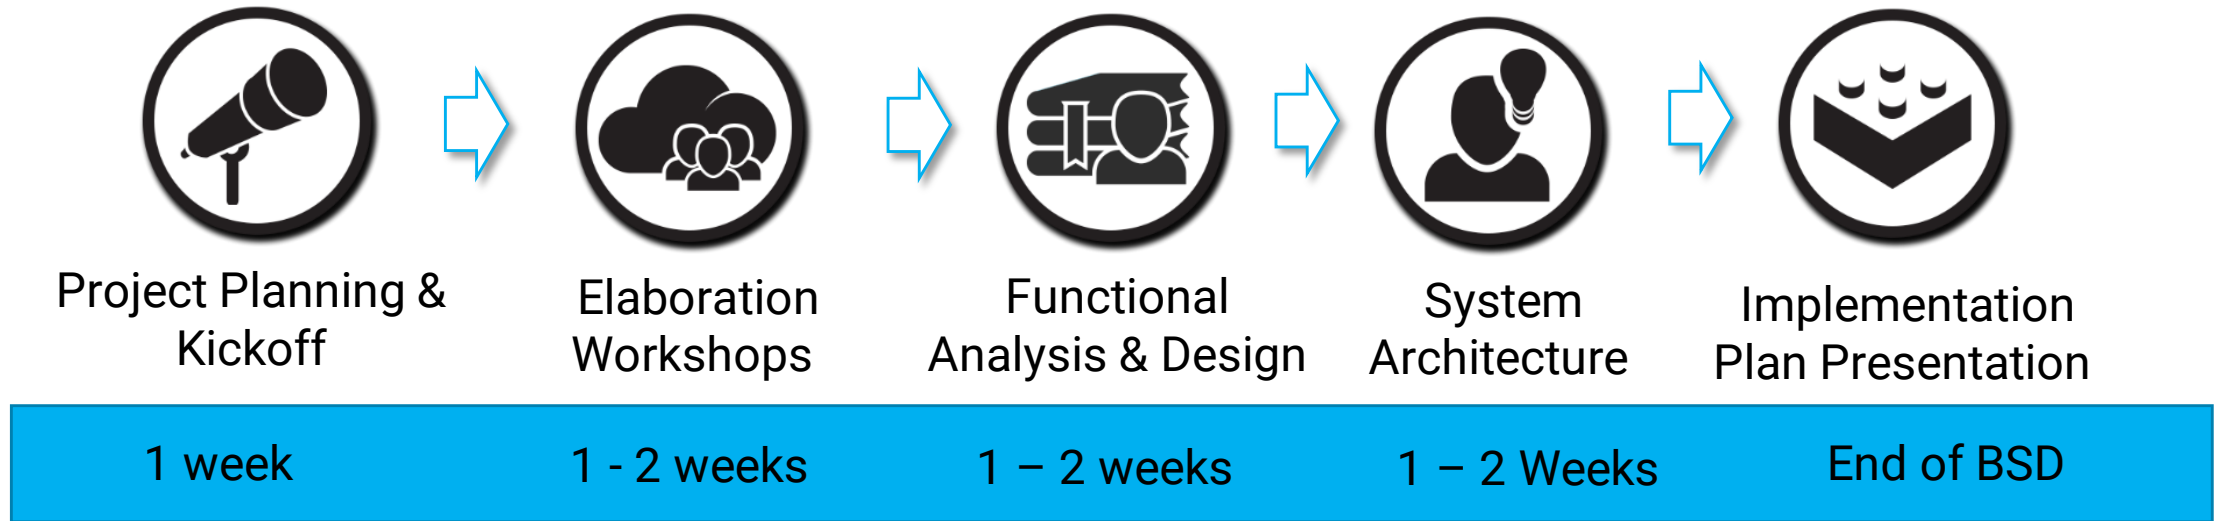 Project Planning &
Kickoff
Elaboration
Workshops
Functional
Analysis & Design
System
Architecture
Implementation
Plan Presentation
1 week
1 - 2 weeks
1 – 2 weeks
1 – 2 Weeks
End of BSD